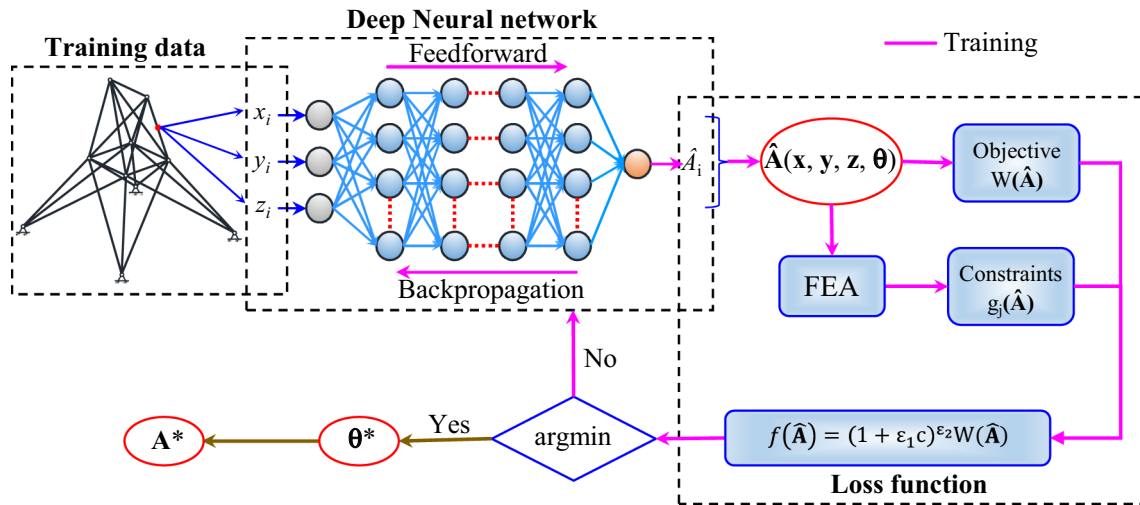 Deep Neural network
Training data
Feedforward
Training
x_i
y_i
z_i
Â_i
Â(x, y, z, θ)
Objective
W(Â)
Backpropagation
FEA
Constraints
g_j(Â)
No
Yes
A*
θ*
argmin
f(Â) = (1 + ε₁c)^ε₂ W(Â)
Loss function